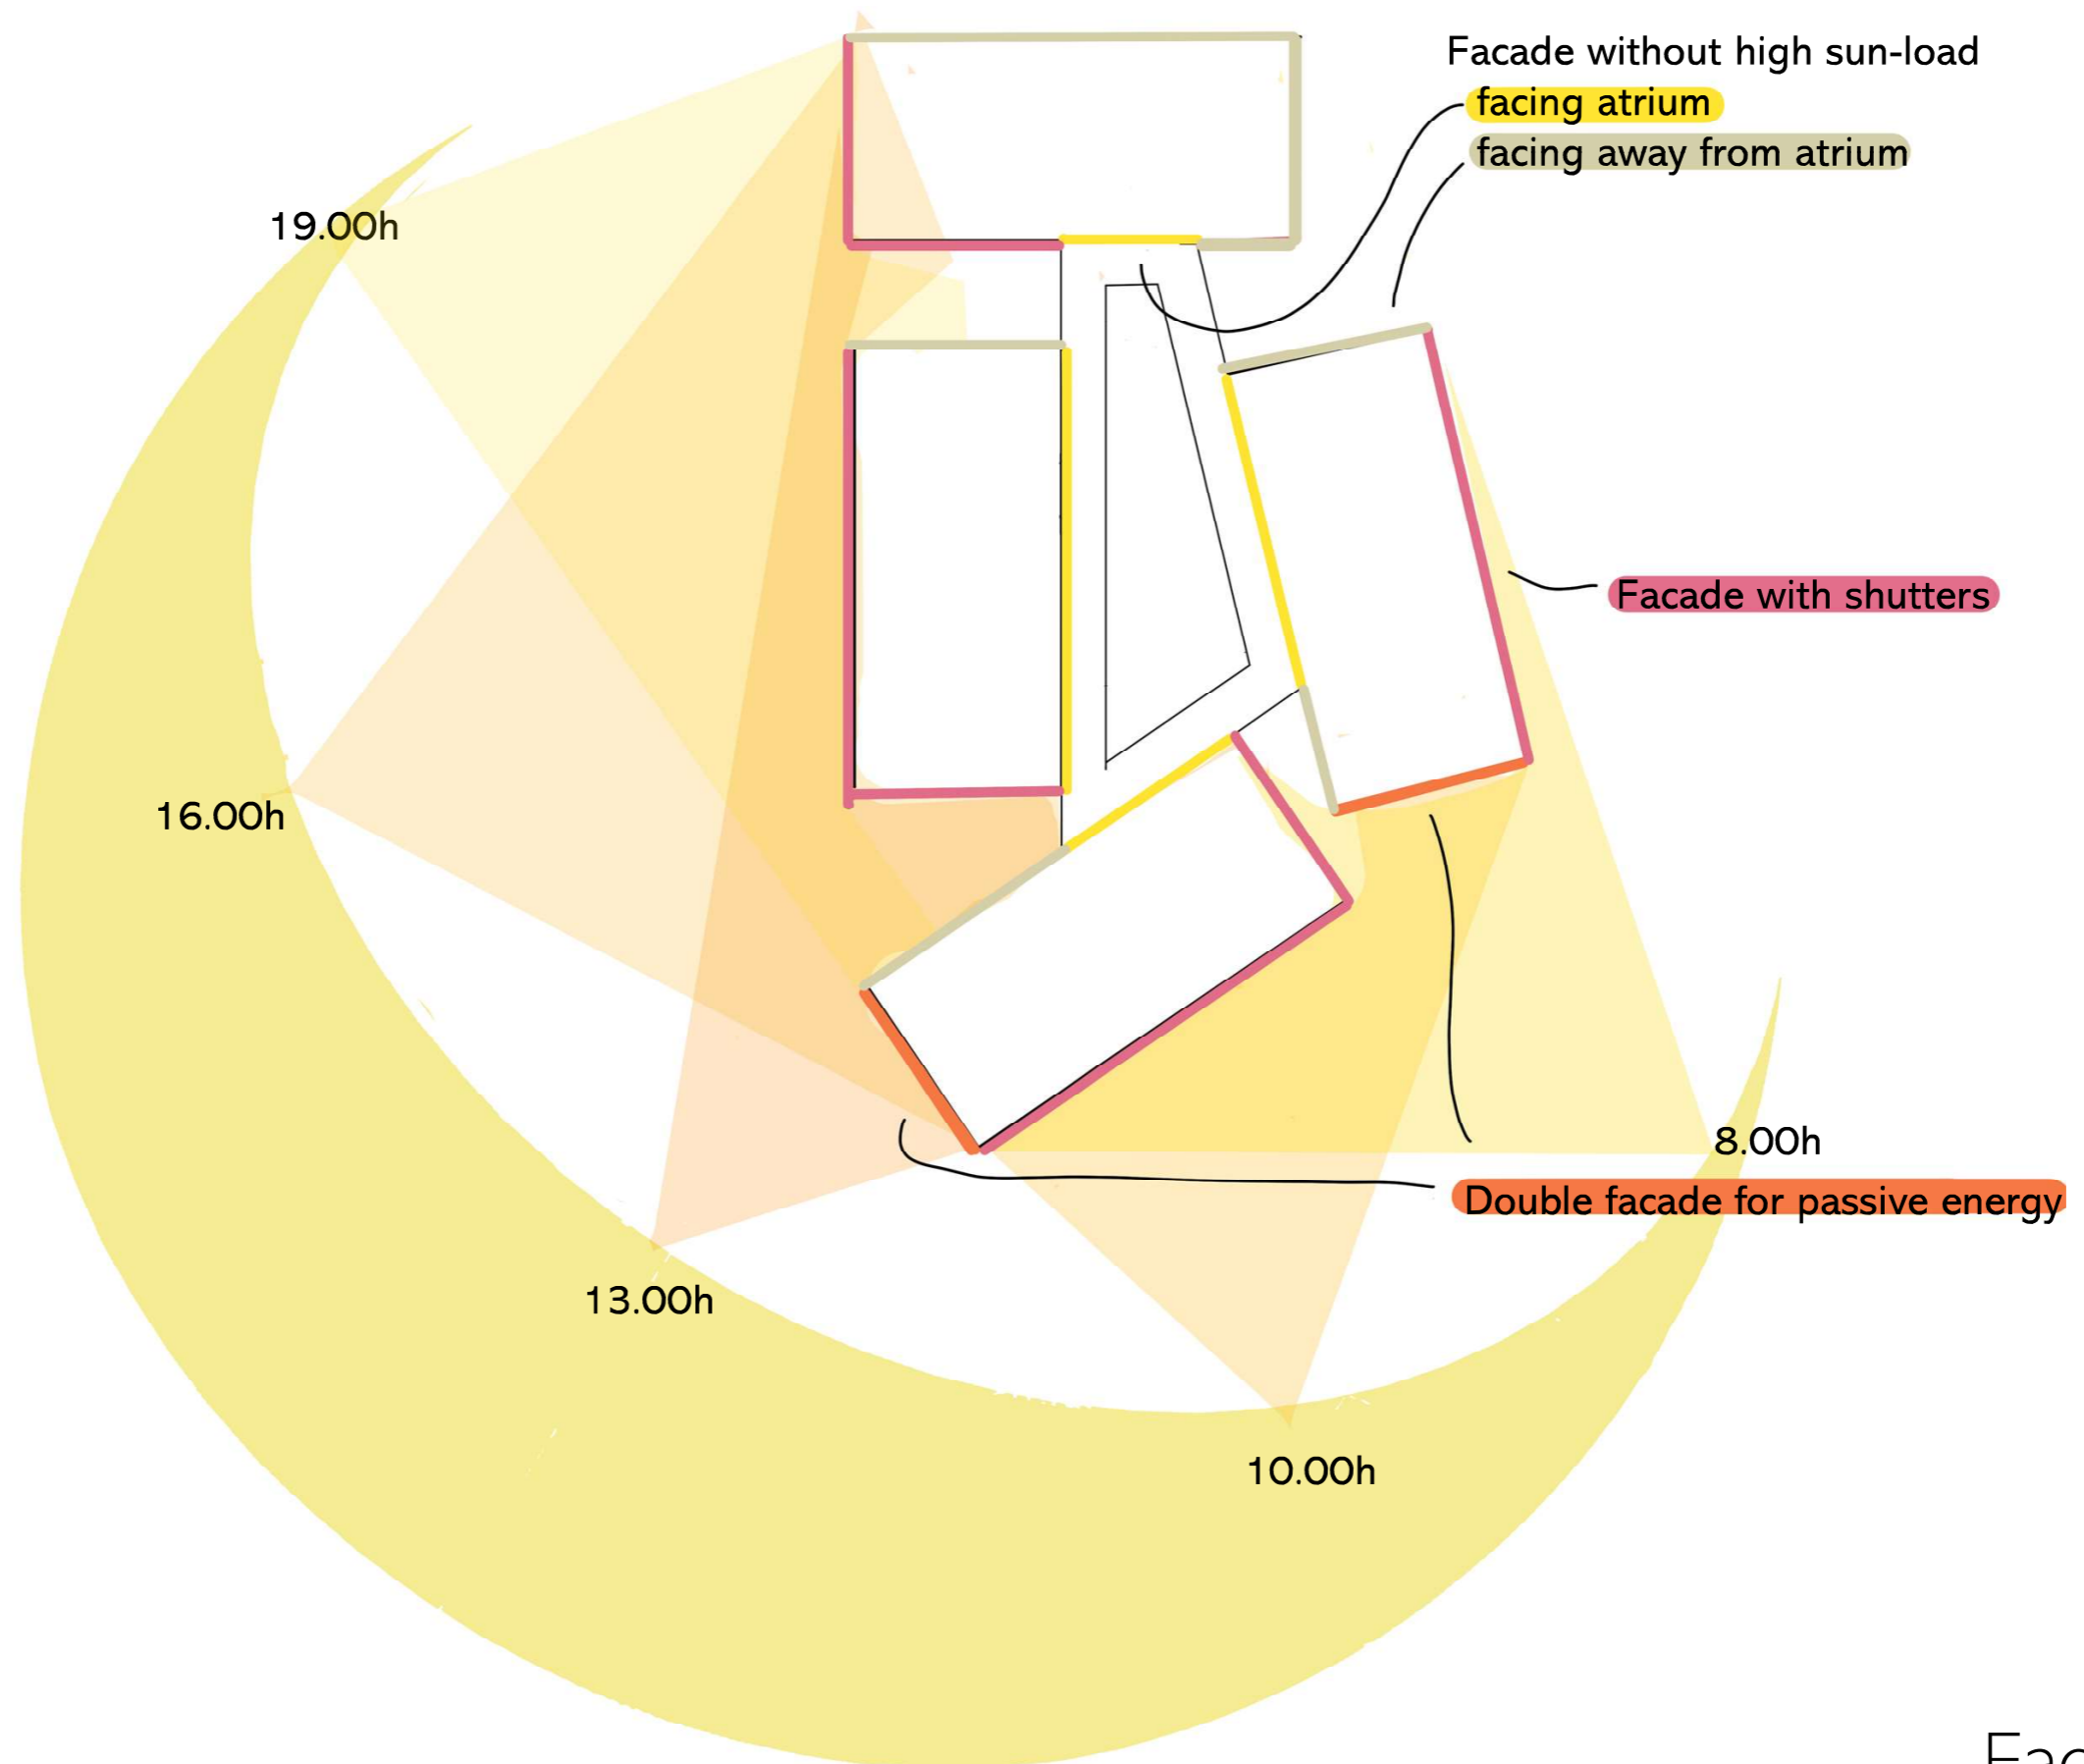 Facade without high sun-load
facing atrium
facing away from atrium
19.00h
Facade with shutters
16.00h
8.00h
Double facade for passive energy
13.00h
10.00h